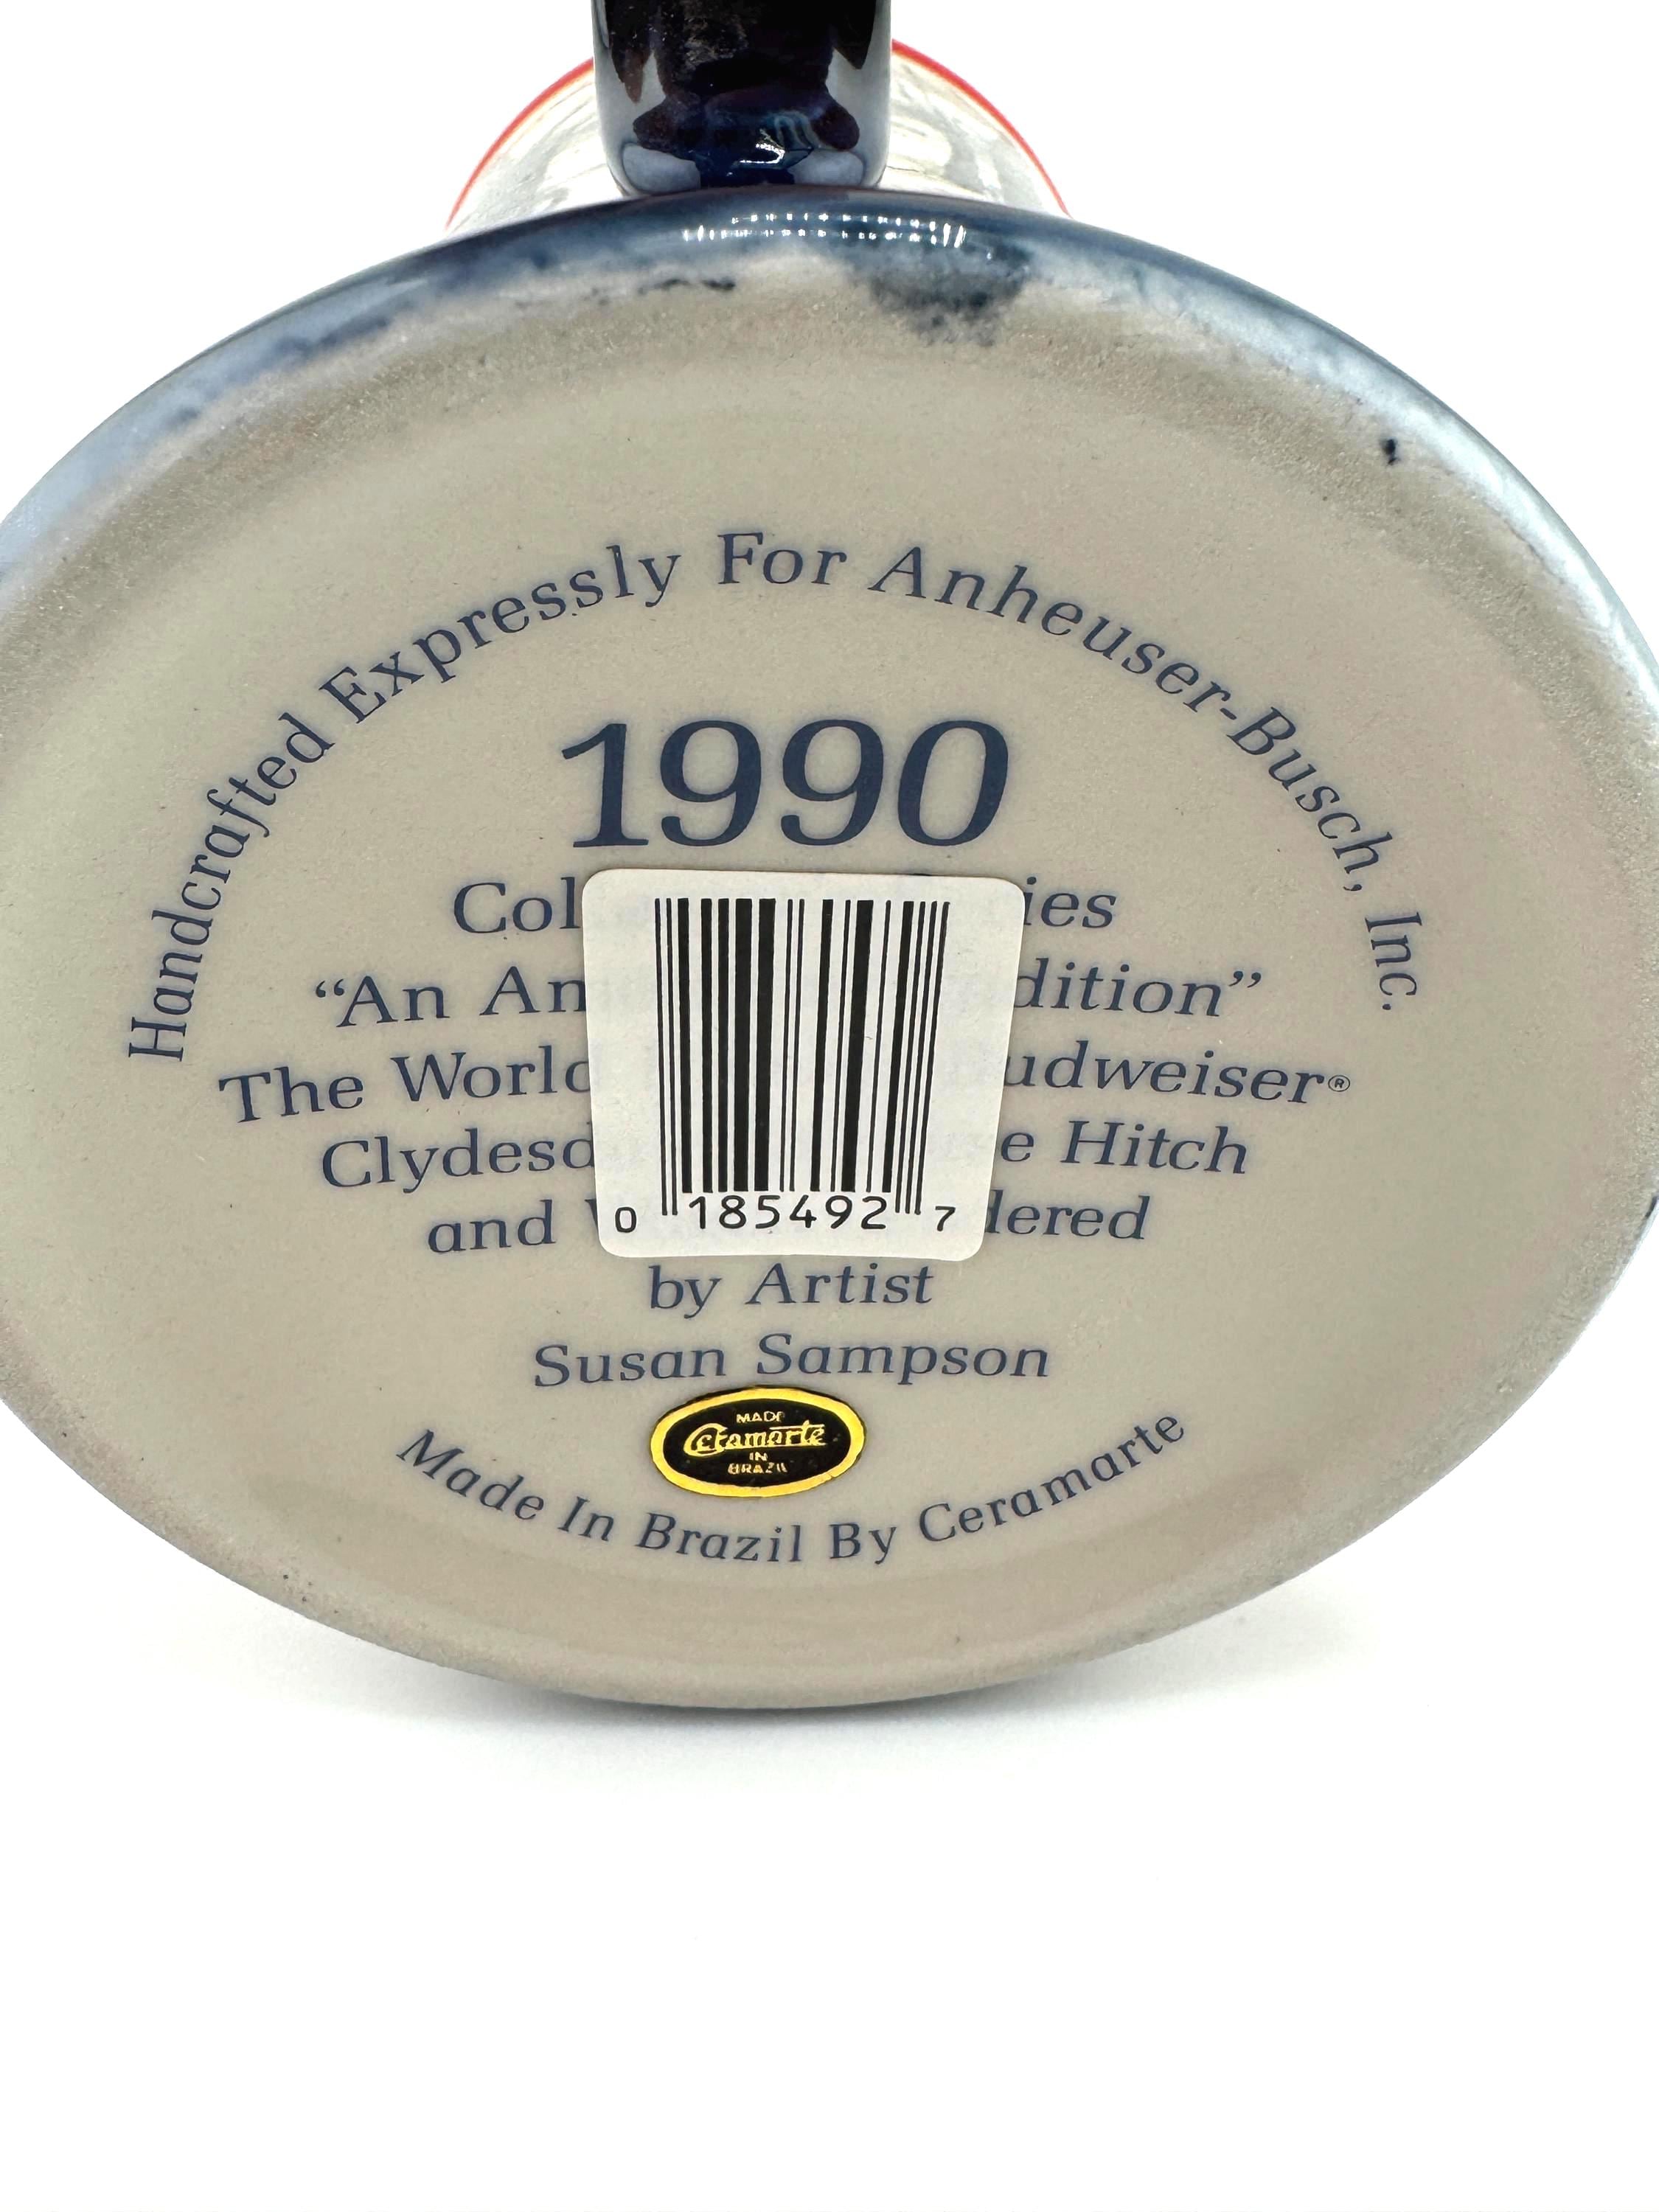 Handcrafted Expressly For Anheuser-Busch, Inc.
1990
Col ies
“An An dition”
The World udweiser®
Clydesd e Hitch
and dered
by Artist
Susan Sampson
0 185492 7
MADE
Ceramarte
IN
BRAZIL
Made In Brazil By Ceramarte